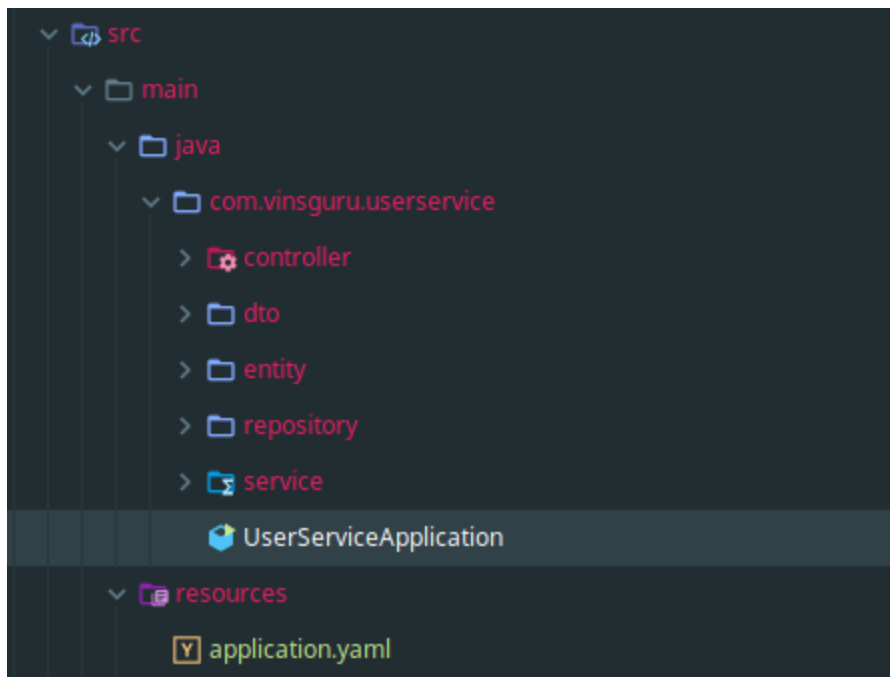 src
main
java
com.vinsguru.userservice
controller
dto
entity
repository
service
UserServiceApplication
resources
Y application.yaml